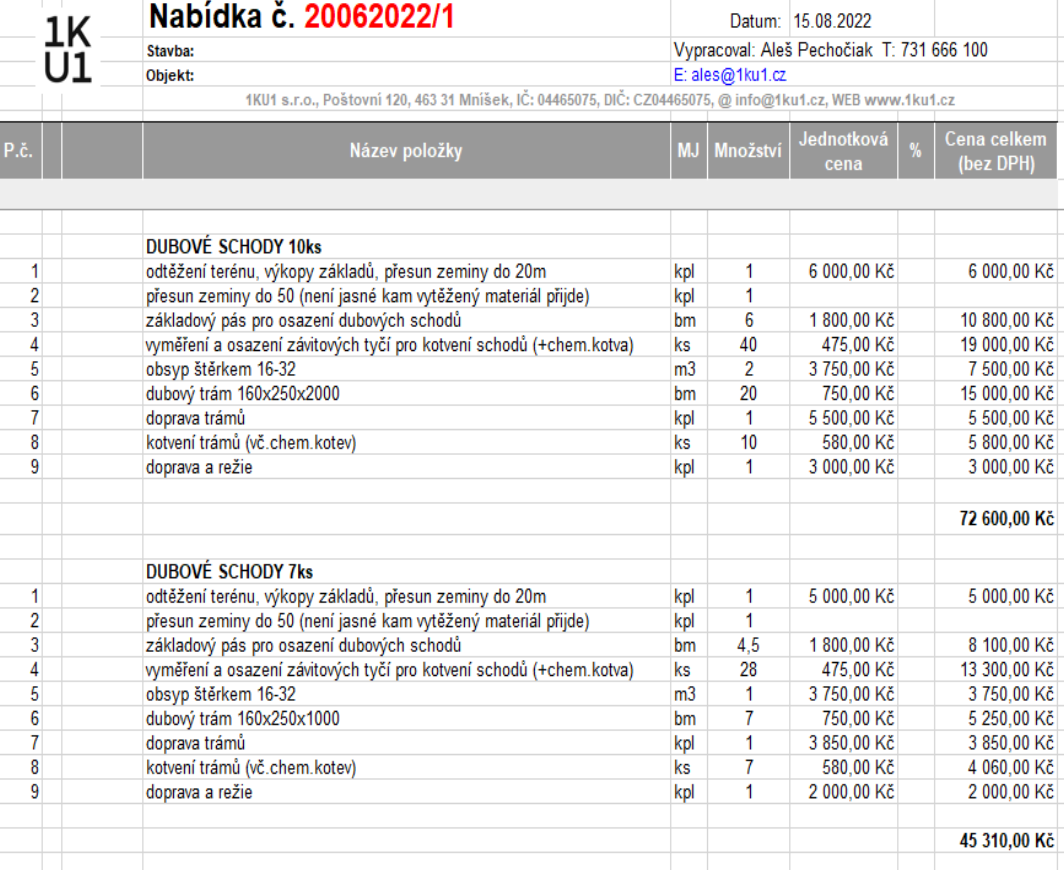 1K
U1
Nabídka č. 20062022/1
Datum: 15.08.2022
Stavba:
Vypracoval: Aleš Pechočiak T: 731 666 100
Objekt:
E: ales@1ku1.cz
1KU1 s.r.o., Poštovní 120, 463 31 Mníšek, IČ: 04465075, DIČ: CZ04465075, @ info@1ku1.cz, WEB www.1ku1.cz
P.č. Název položky MJ Množství Jednotková cena % Cena celkem (bez DPH)
DUBOVÉ SCHODY 10ks
1 odtěžení terénu, výkopy základů, přesun zeminy do 20m kpl 1 6 000,00 Kč 6 000,00 Kč
2 přesun zeminy do 50 (není jasné kam vytěžený materiál přijde) kpl 1
3 základový pás pro osazení dubových schodů bm 6 1 800,00 Kč 10 800,00 Kč
4 vyměření a osazení závitových tyčí pro kotvení schodů (+chem.kotva) ks 40 475,00 Kč 19 000,00 Kč
5 obsyp štěrkem 16-32 m3 2 3 750,00 Kč 7 500,00 Kč
6 dubový trám 160x250x2000 bm 20 750,00 Kč 15 000,00 Kč
7 doprava trámů kpl 1 5 500,00 Kč 5 500,00 Kč
8 kotvení trámů (vč.chem.kotev) ks 10 580,00 Kč 5 800,00 Kč
9 doprava a režie kpl 1 3 000,00 Kč 3 000,00 Kč
72 600,00 Kč
DUBOVÉ SCHODY 7ks
1 odtěžení terénu, výkopy základů, přesun zeminy do 20m kpl 1 5 000,00 Kč 5 000,00 Kč
2 přesun zeminy do 50 (není jasné kam vytěžený materiál přijde) kpl 1
3 základový pás pro osazení dubových schodů bm 4,5 1 800,00 Kč 8 100,00 Kč
4 vyměření a osazení závitových tyčí pro kotvení schodů (+chem.kotva) ks 28 475,00 Kč 13 300,00 Kč
5 obsyp štěrkem 16-32 m3 1 3 750,00 Kč 3 750,00 Kč
6 dubový trám 160x250x1000 bm 7 750,00 Kč 5 250,00 Kč
7 doprava trámů kpl 1 3 850,00 Kč 3 850,00 Kč
8 kotvení trámů (vč.chem.kotev) ks 7 580,00 Kč 4 060,00 Kč
9 doprava a režie kpl 1 2 000,00 Kč 2 000,00 Kč
45 310,00 Kč